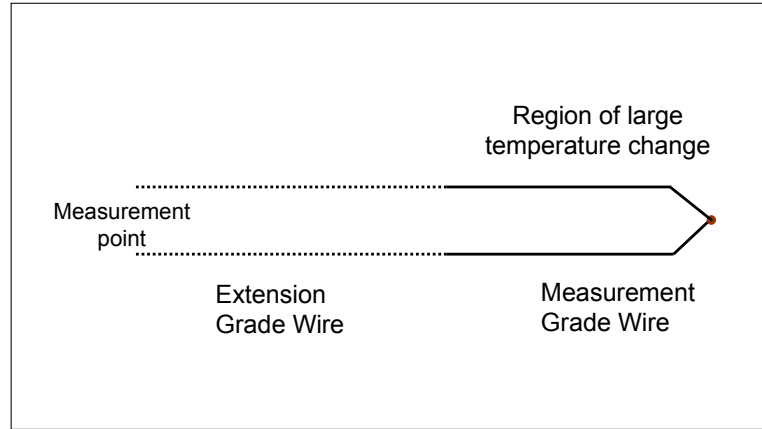 Region of large
temperature change
Measurement
point
Extension
Grade Wire
Measurement
Grade Wire